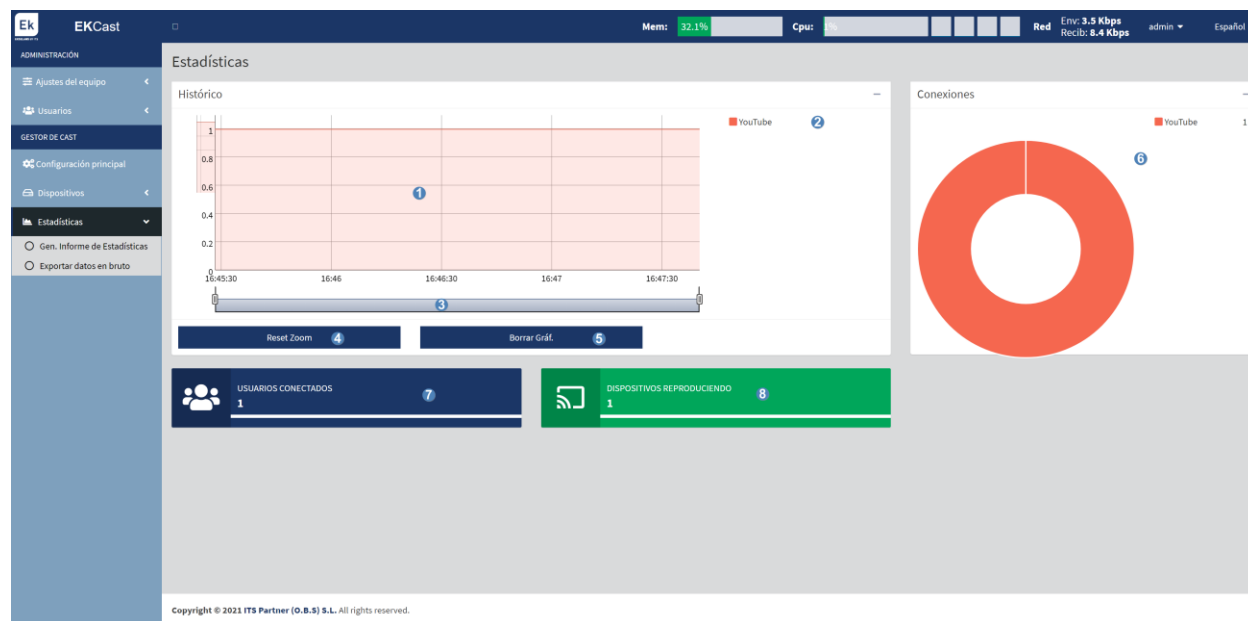 Ek
EKCast
Mem: 32.1%
Cpu: 1%
Red
Env: 3.5 Kbps
Recib: 8.4 Kbps
admin
Español
ADMINISTRACIÓN
Ajustes del equipo
Usuarios
GESTOR DE CAST
Configuración principal
Dispositivos
Estadísticas
Gen. Informe de Estadísticas
Exportar datos en bruto
Estadísticas
Histórico
1
0.8
0.6
0.4
0.2
0
16:45:30
16:46
16:46:30
16:47
16:47:30
1
YouTube
2
3
Reset Zoom 4
Borrar Gráf. 5
Conexiones
YouTube 1
6
USUARIOS CONECTADOS
1
7
DISPOSITIVOS REPRODUCIENDO
1
8
Copyright © 2021 ITS Partner (O.B.S) S.L. All rights reserved.